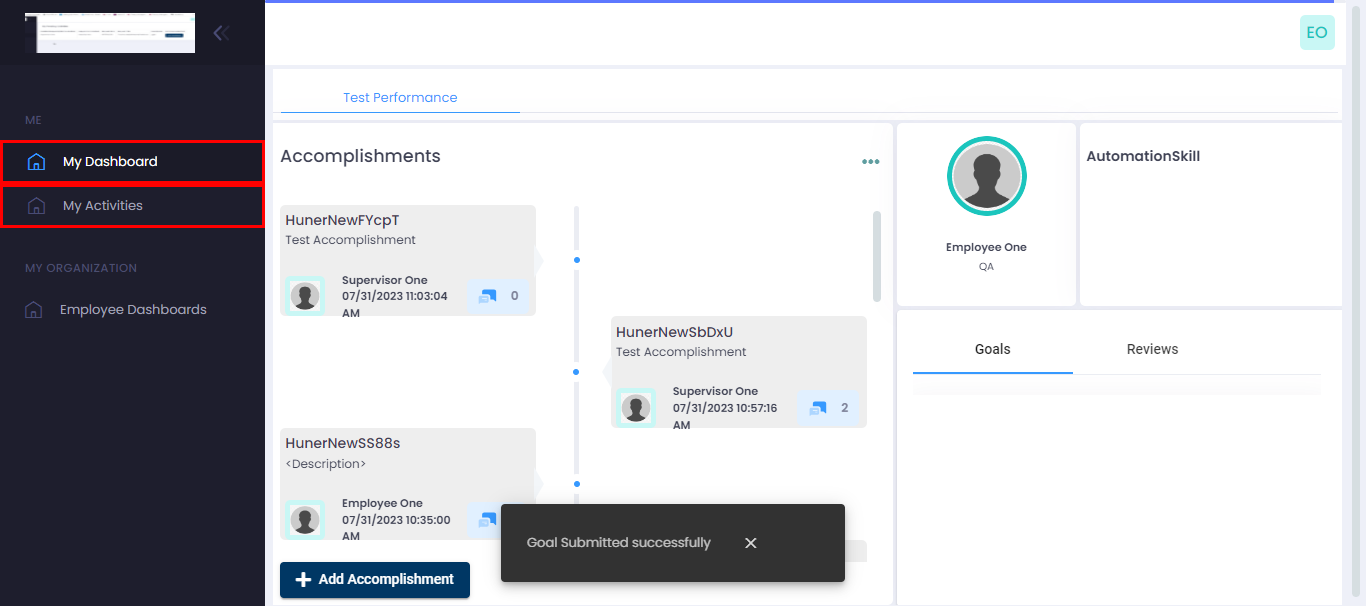 EO
ME
My Dashboard
My Activities
MY ORGANIZATION
Employee Dashboards
Test Performance
Accomplishments
HunerNewFYcpT
Test Accomplishment
Supervisor One
07/31/2023 11:03:04
AM
0
HunerNewSbDxU
Test Accomplishment
Supervisor One
07/31/2023 10:57:16
AM
2
HunerNewSS88s
<Description>
Employee One
07/31/2023 10:35:00
AM
Add Accomplishment
Goal Submitted successfully
Employee One
QA
AutomationSkill
Goals
Reviews